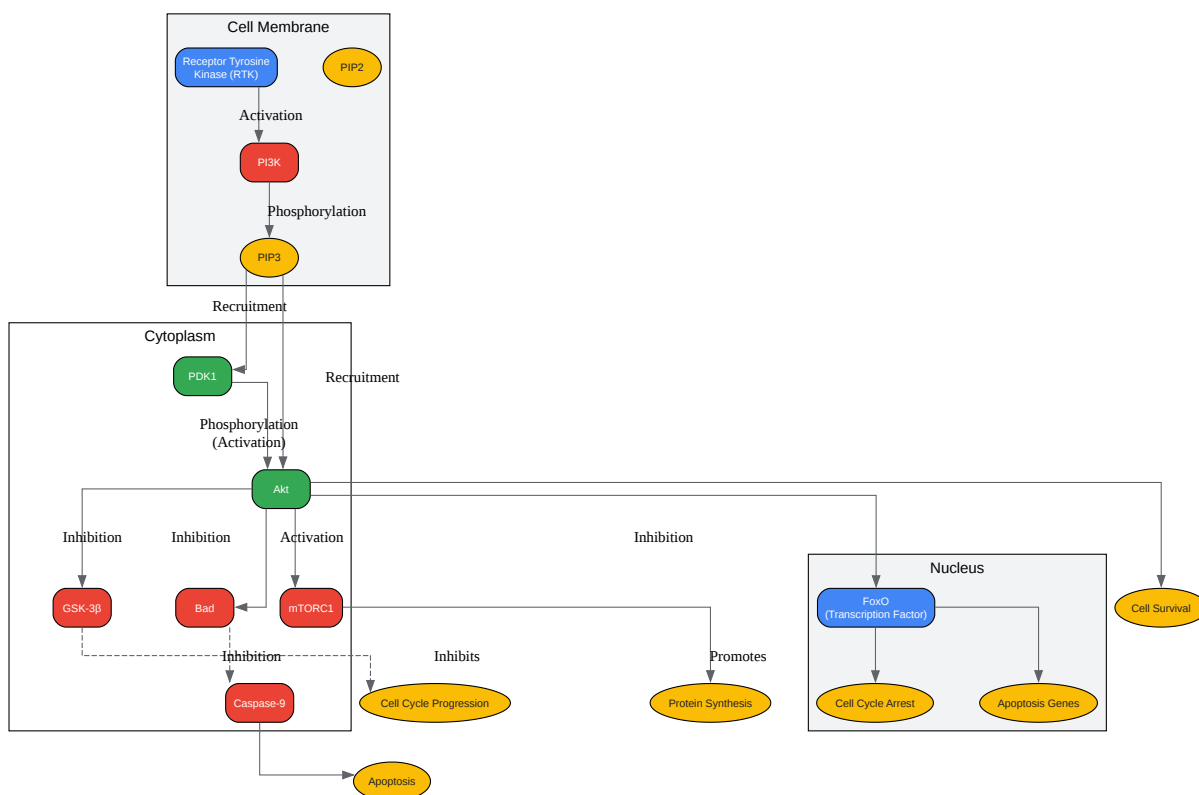 Cell Membrane
Receptor Tyrosine
Kinase (RTK)
PIP2
Activation
PI3K
Phosphorylation
PIP3
Recruitment
Cytoplasm
PDK1
Recruitment
Phosphorylation
(Activation)
Akt
Inhibition
Inhibition
Activation
Inhibition
Nucleus
GSK-3β
Bad
mTORC1
FoxO
(Transcription Factor)
Cell Survival
Inhibition
Inhibits
Promotes
Caspase-9
Cell Cycle Progression
Protein Synthesis
Cell Cycle Arrest
Apoptosis Genes
Apoptosis